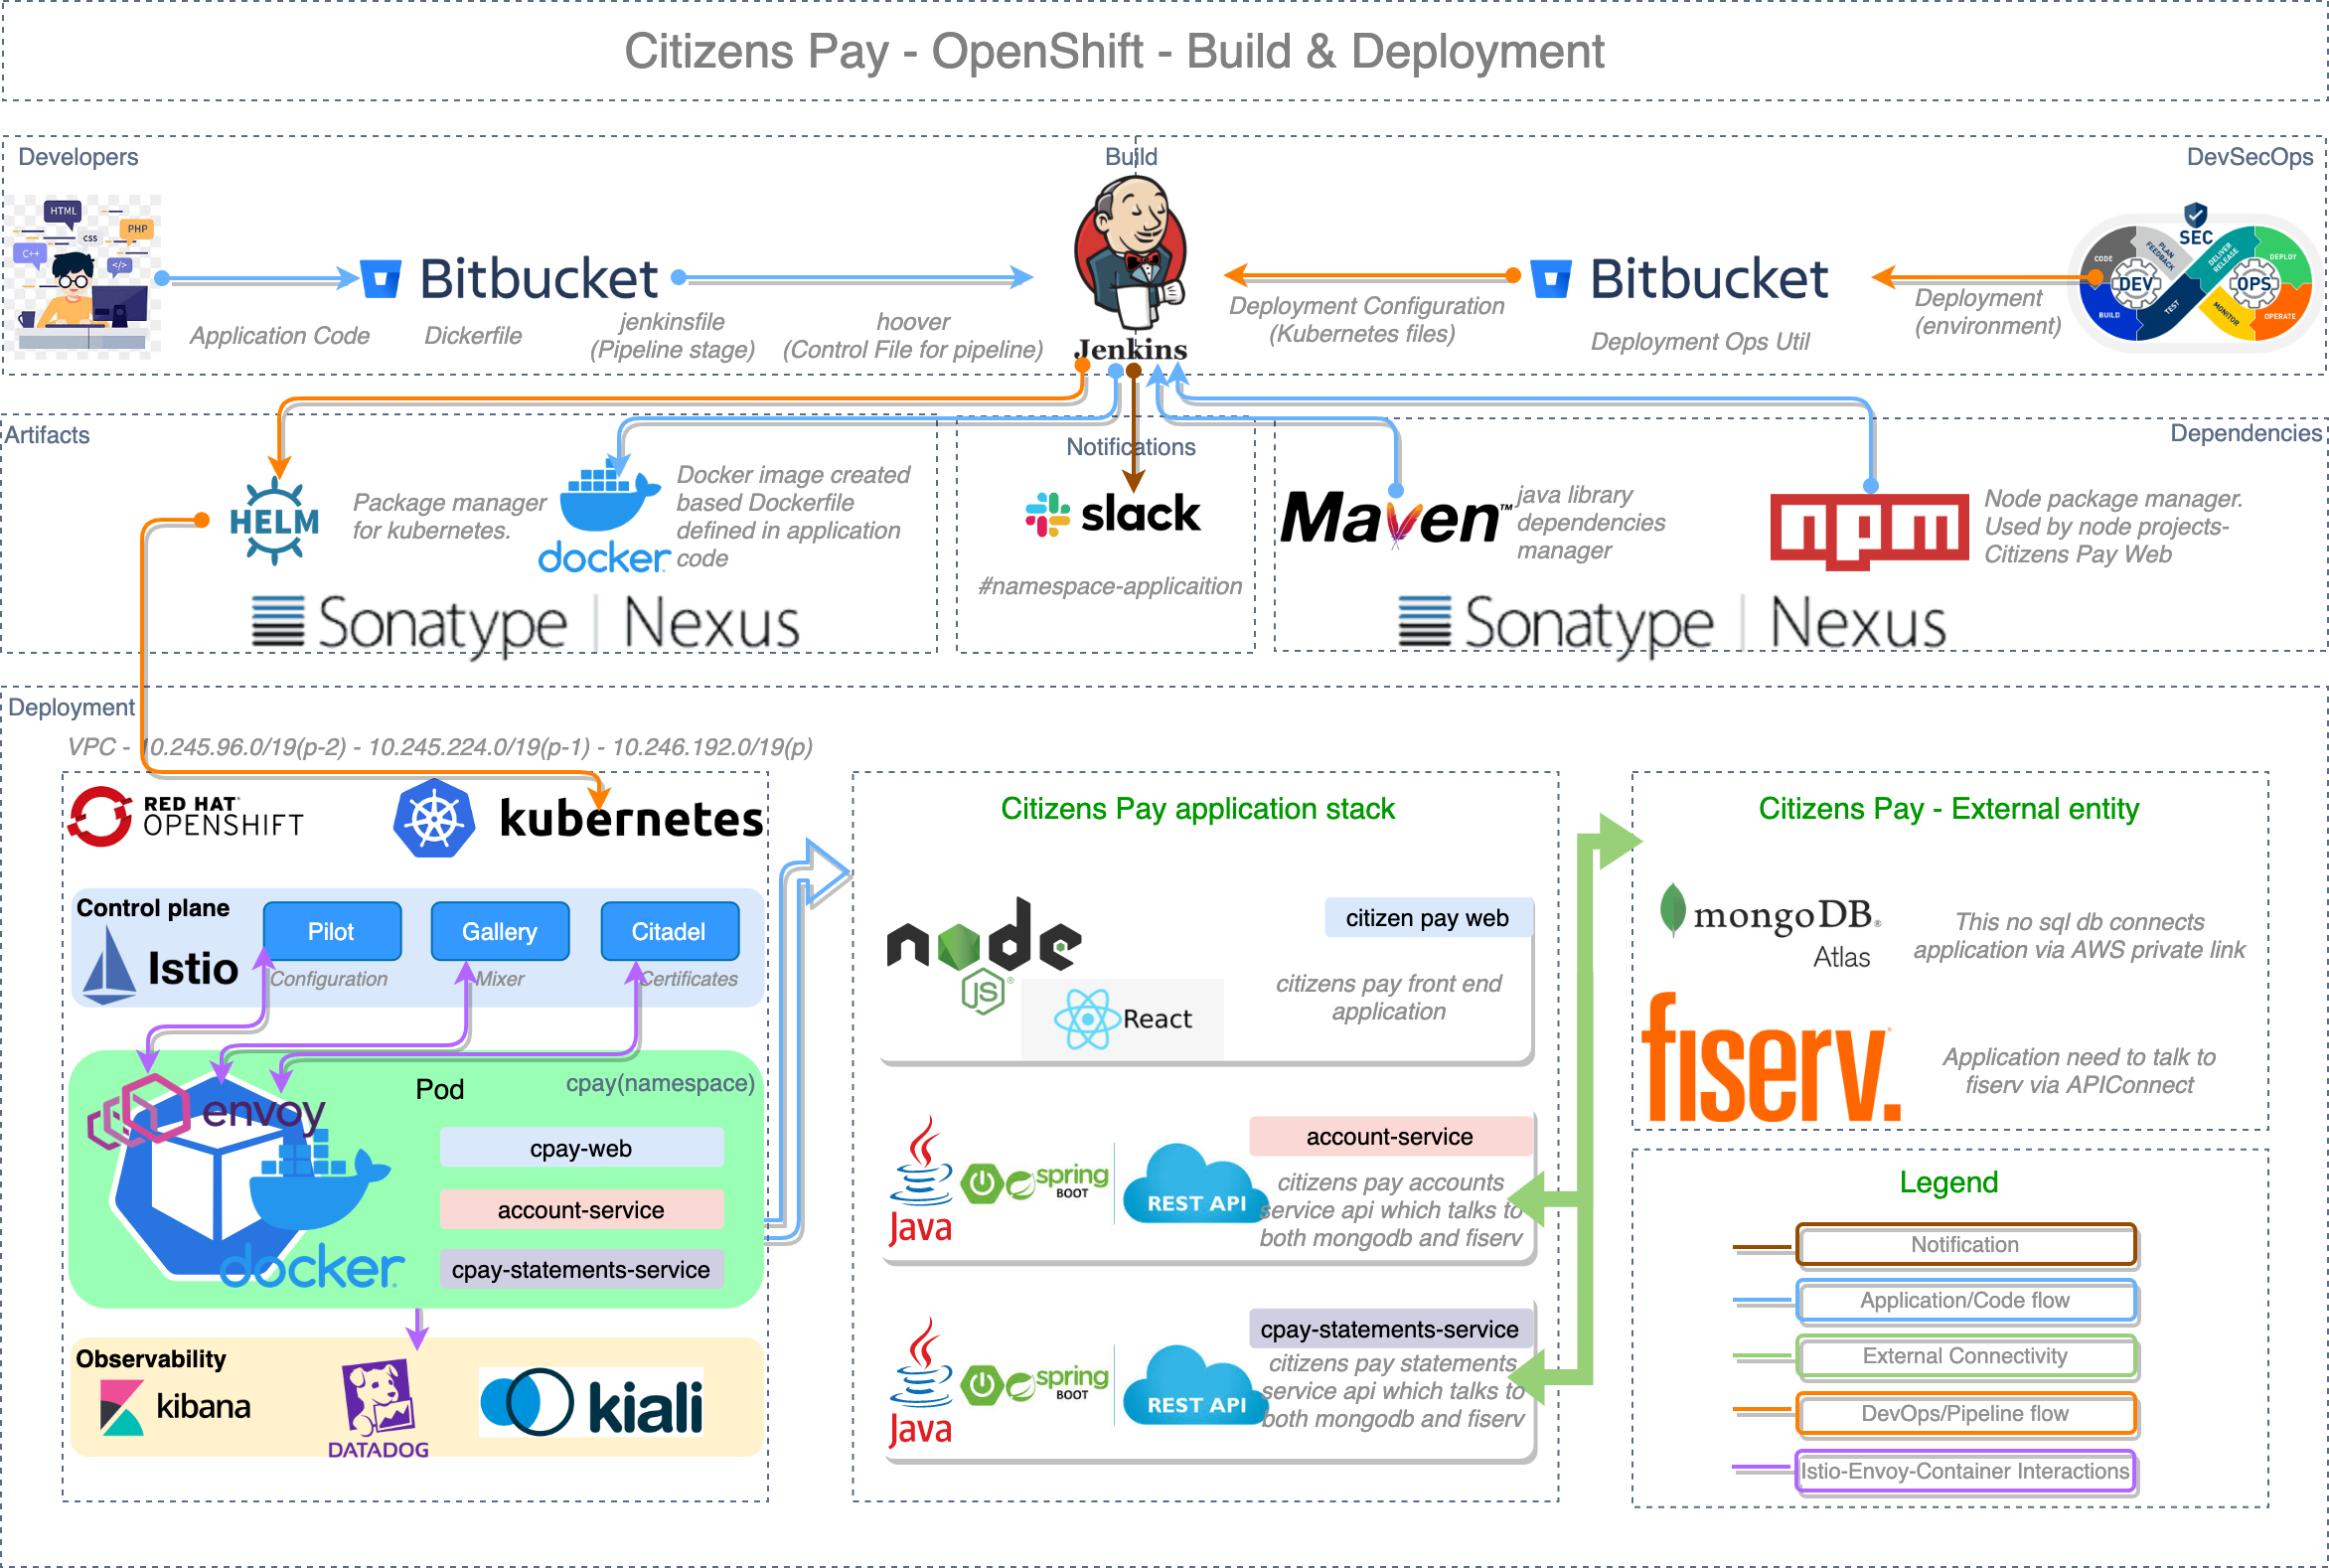 Citizens Pay - OpenShift - Build & Deployment
Developers
Build
DevSecOps
HTML
PHP
CSS
C++
</>
Bitbucket
Application Code
Dickerfile
jenkinsfile
(Pipeline stage)
hoover
(Control File for pipeline)
Jenkins
Deployment Configuration
(Kubernetes files)
Bitbucket
Deployment Ops Util
Deployment
(environment)
SEC
CODE
PLAN
FEEDBACK
DELIVER
RELEASE
DEPLOY
DEV
OPS
BUILD
TEST
MONITOR
OPERATE
Artifacts
HELM
Package manager
for kubernetes.
docker
Docker image created
based Dockerfile
defined in application
code
Sonatype | Nexus
Notifications
slack
#namespace-applicaition
Dependencies
Maven™
java library
dependencies
manager
npm
Node package manager.
Used by node projects-
Citizens Pay Web
Sonatype | Nexus
Deployment
VPC - 10.245.96.0/19(p-2) - 10.245.224.0/19(p-1) - 10.246.192.0/19(p)
RED HAT®
OPENSHIFT
kubernetes
Control plane
Istio
Pilot
Gallery
Citadel
Configuration
Mixer
Certificates
Pod
cpay(namespace)
envoy
docker
cpay-web
account-service
cpay-statements-service
Observability
kibana
DATADOG
kiali
Citizens Pay application stack
node
JS®
React
citizen pay web
citizens pay front end
application
Java
spring
BOOT
REST API
account-service
citizens pay accounts
service api which talks to
both mongodb and fiserv
Java
spring
BOOT
REST API
cpay-statements-service
citizens pay statements
service api which talks to
both mongodb and fiserv
Citizens Pay - External entity
mongoDB®
Atlas
This no sql db connects
application via AWS private link
fiserv.
Application need to talk to
fiserv via APIConnect
Legend
Notification
Application/Code flow
External Connectivity
DevOps/Pipeline flow
Istio-Envoy-Container Interactions